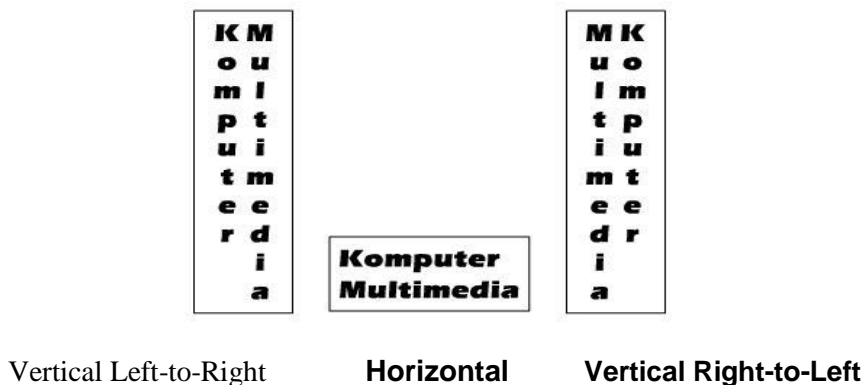 Komputer
Multimedia
Komputer
Multimedia
Komputer
Multimedia
Vertical Left-to-Right
Horizontal
Vertical Right-to-Left